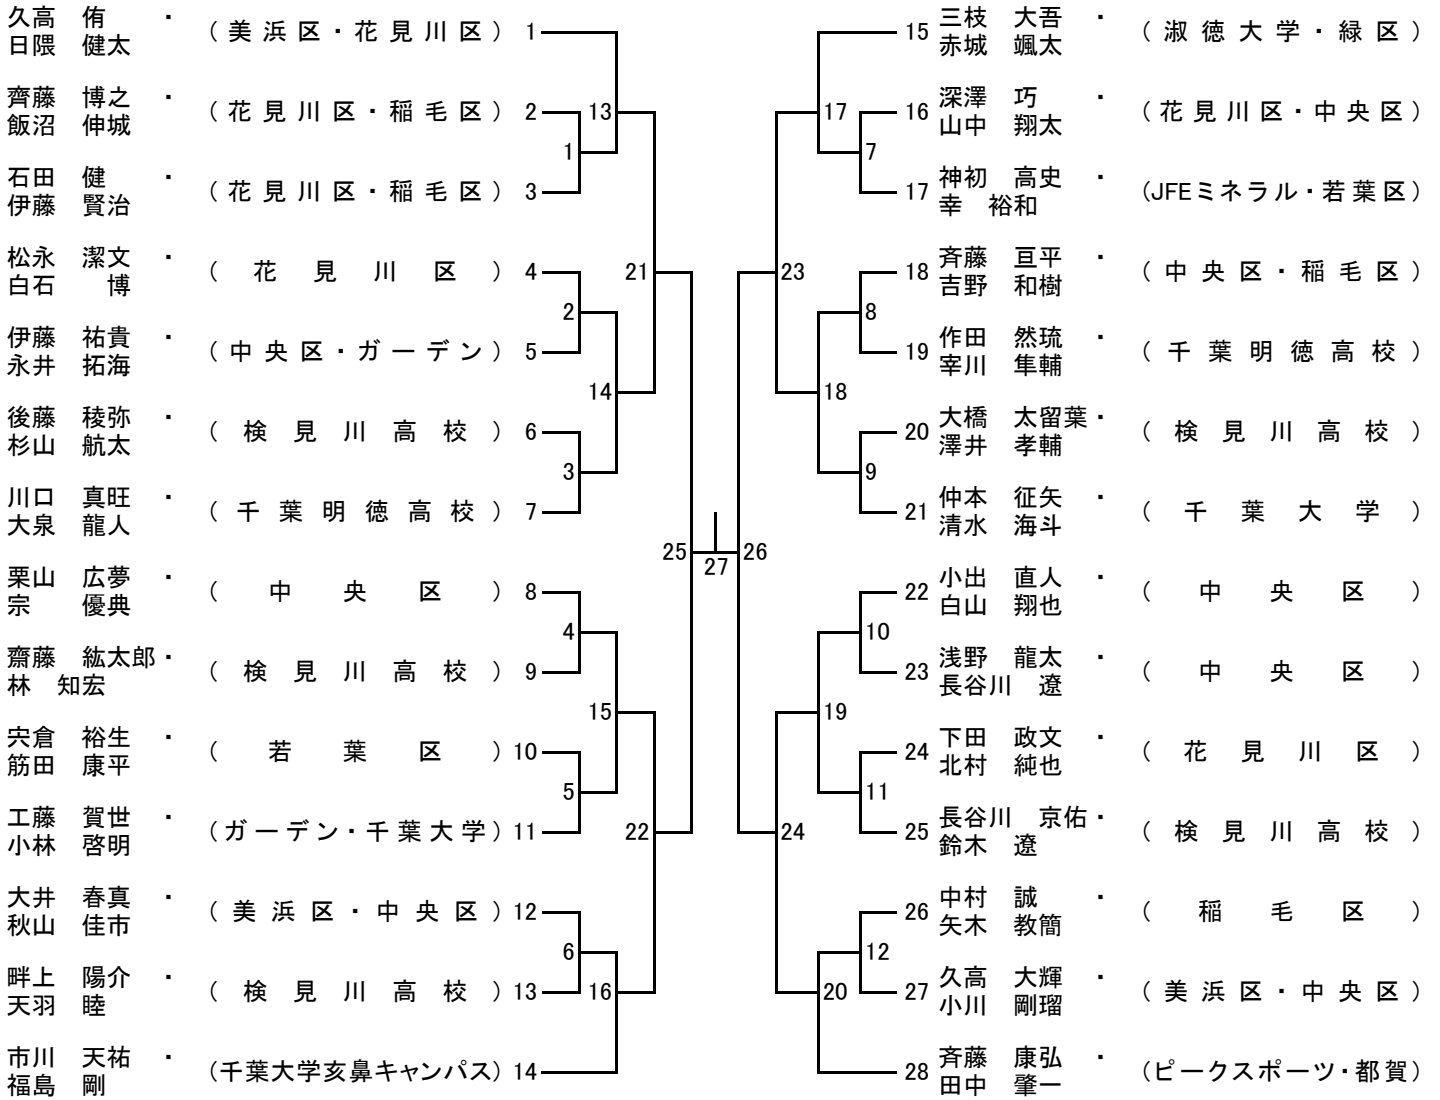 久高　侑　・
日隈　健太
（美浜区・花見川区）1
齊藤　博之　・
飯沼　伸城
（花見川区・稲毛区）2
石田　健　・
伊藤　賢治
（花見川区・稲毛区）3
松永　潔文　・
白石　　博
（花見川区）4
伊藤　祐貴　・
永井　拓海
（中央区・ガーデン）5
後藤　稜弥　・
杉山　航太
（検見川高校）6
川口　真旺　・
大泉　龍人
（千葉明徳高校）7
栗山　広夢　・
宗　　優典
（中央区）8
齋藤　紘太郎・
林　知宏
（検見川高校）9
宍倉　裕生　・
筋田　康平
（若葉区）10
工藤　賀世　・
小林　啓明
（ガーデン・千葉大学）11
大井　春真　・
秋山　佳市
（美浜区・中央区）12
畔上　陽介　・
天羽　睦
（検見川高校）13
市川　天祐　・
福島　剛
（千葉大学亥鼻キャンパス）14
13
1
21
2
14
3
25
4
15
5
22
6
16
27
26
17
7
23
8
18
9
10
19
11
24
12
20
15 三枝　大吾　・
赤城　颯太
（淑徳大学・緑区）
16 深澤　巧　・
山中　翔太
（花見川区・中央区）
17 神初　高史　・
幸　裕和
（JFEミネラル・若葉区）
18 斉藤　亘平　・
吉野　和樹
（中央区・稲毛区）
19 作田　然琉　・
宰川　隼輔
（千葉明徳高校）
20 大橋　太留葉・
澤井　孝輔
（検見川高校）
21 仲本　征矢　・
清水　海斗
（千葉大学）
22 小出　直人　・
白山　翔也
（中央区）
23 浅野　龍太　・
長谷川　遼
（中央区）
24 下田　政文　・
北村　純也
（花見川区）
25 長谷川　京佑・
鈴木　遼
（検見川高校）
26 中村　誠　・
矢木　教簡
（稲毛区）
27 久高　大輝　・
小川　剛瑠
（美浜区・中央区）
28 斉藤　康弘　・
田中　肇一
（ピークスポーツ・都賀）